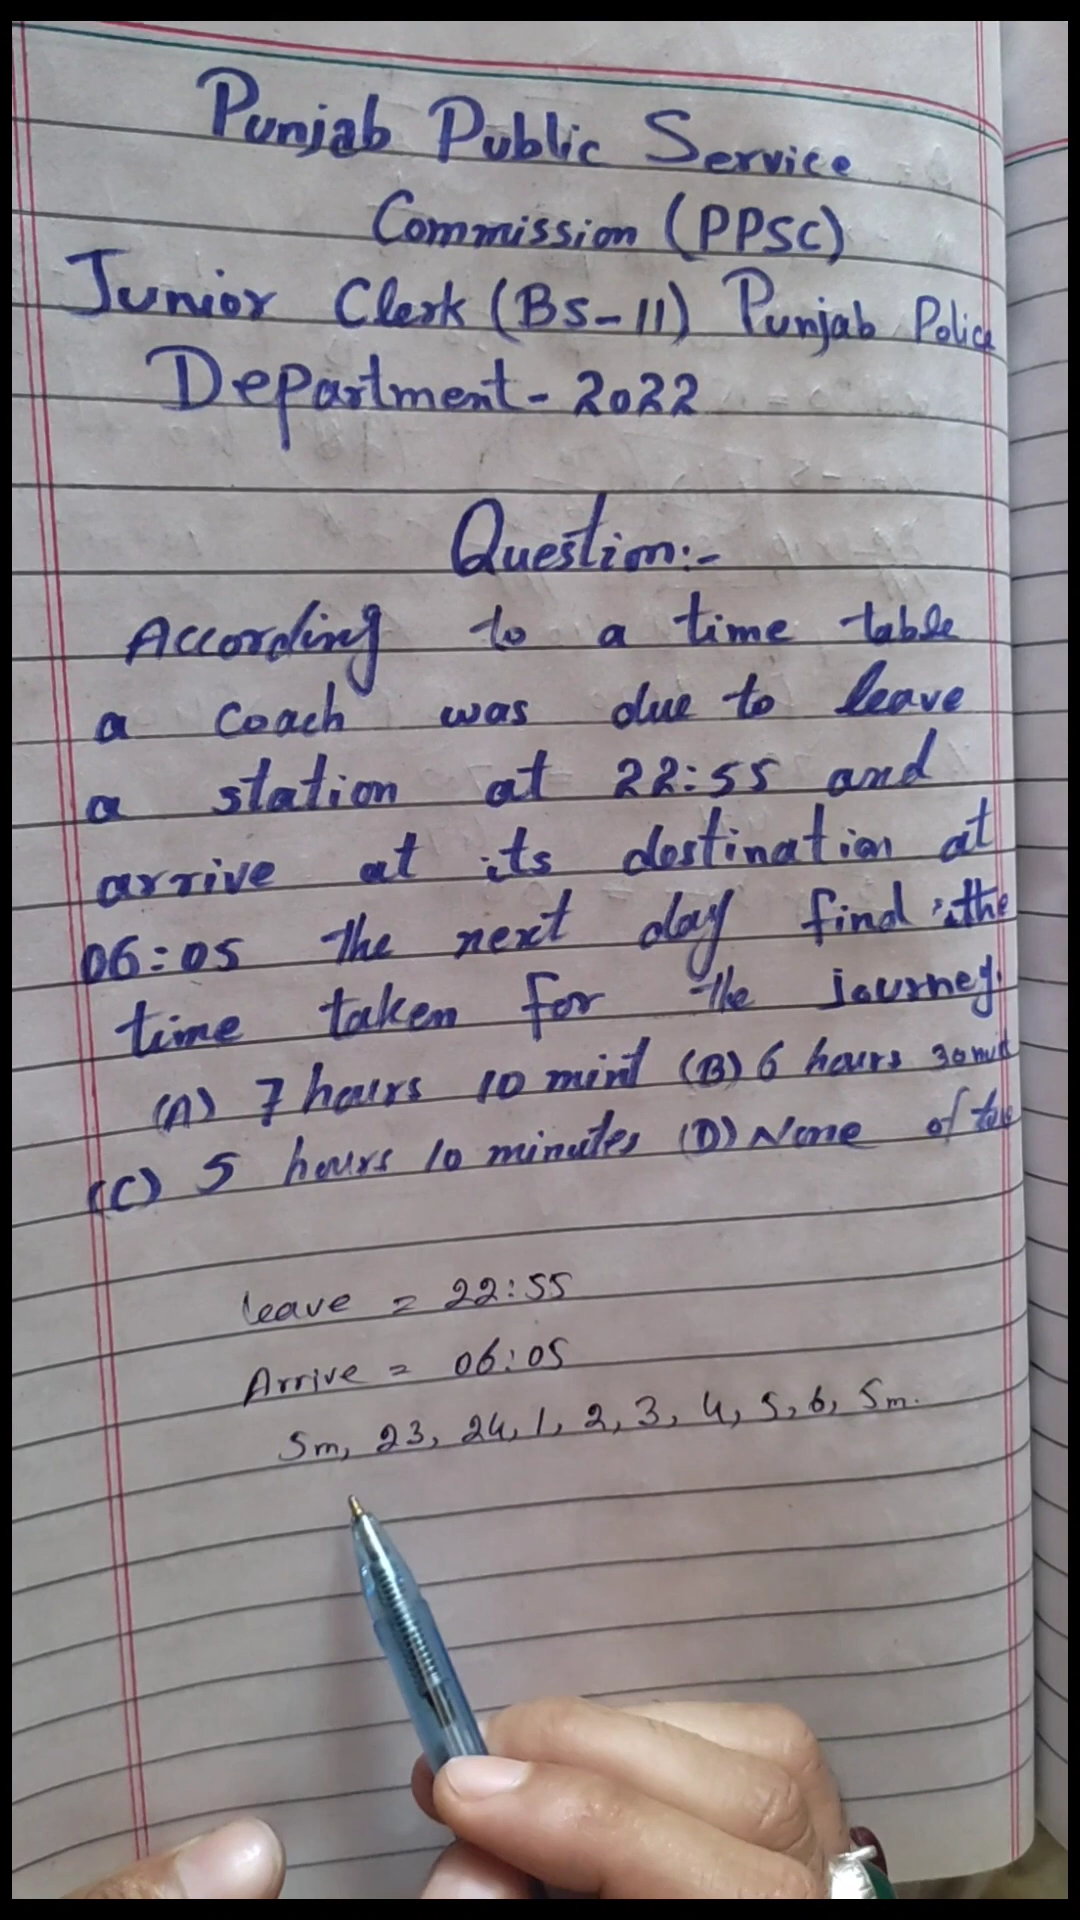 Punjab Public Service
Commission (PPSC)
Junior Clerk (BS-11) Punjab Police
Department - 2022
Question:-
According to a time table
a coach was due to leave
a station at 22:55 and
arrive at its destination at
06:05 the next day find the
time taken for the journey.
(A) 7 hours 10 mint (B) 6 hours 30 mint
(C) 5 hours 10 minutes (D) None of
leave = 22:55
Arrive = 06:05
5m, 23, 24, 1, 2, 3, 4, 5, 6, 5m.